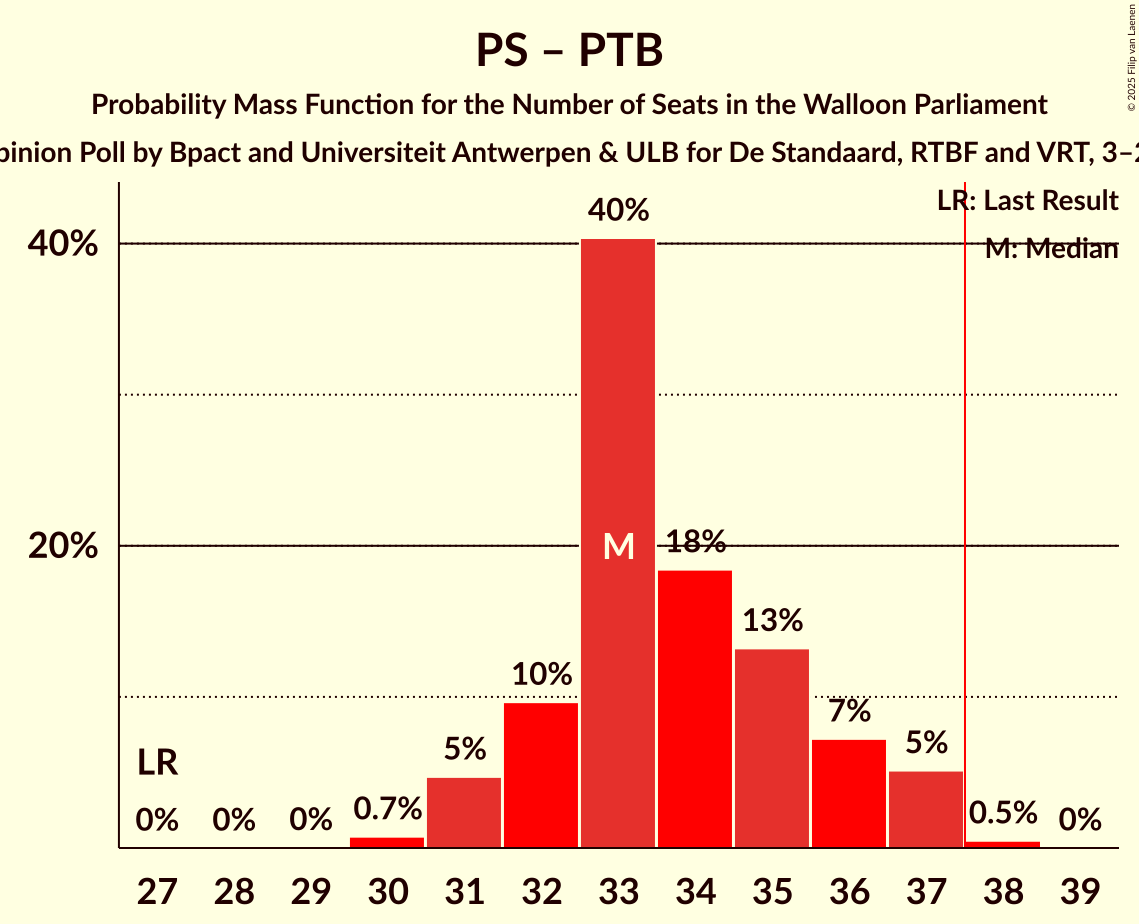 PS – PTB
Probability Mass Function for the Number of Seats in the Walloon Parliament
pinion Poll by Bpact and Universiteit Antwerpen & ULB for De Standaard, RTBF and VRT, 3–2
© 2025 Filip van Laenen
LR: Last Result
M: Median
40%
20%
40%
M
18%
13%
10%
7%
5%
5%
LR
0% 0% 0% 0.7% 0.5% 0%
27 28 29 30 31 32 33 34 35 36 37 38 39